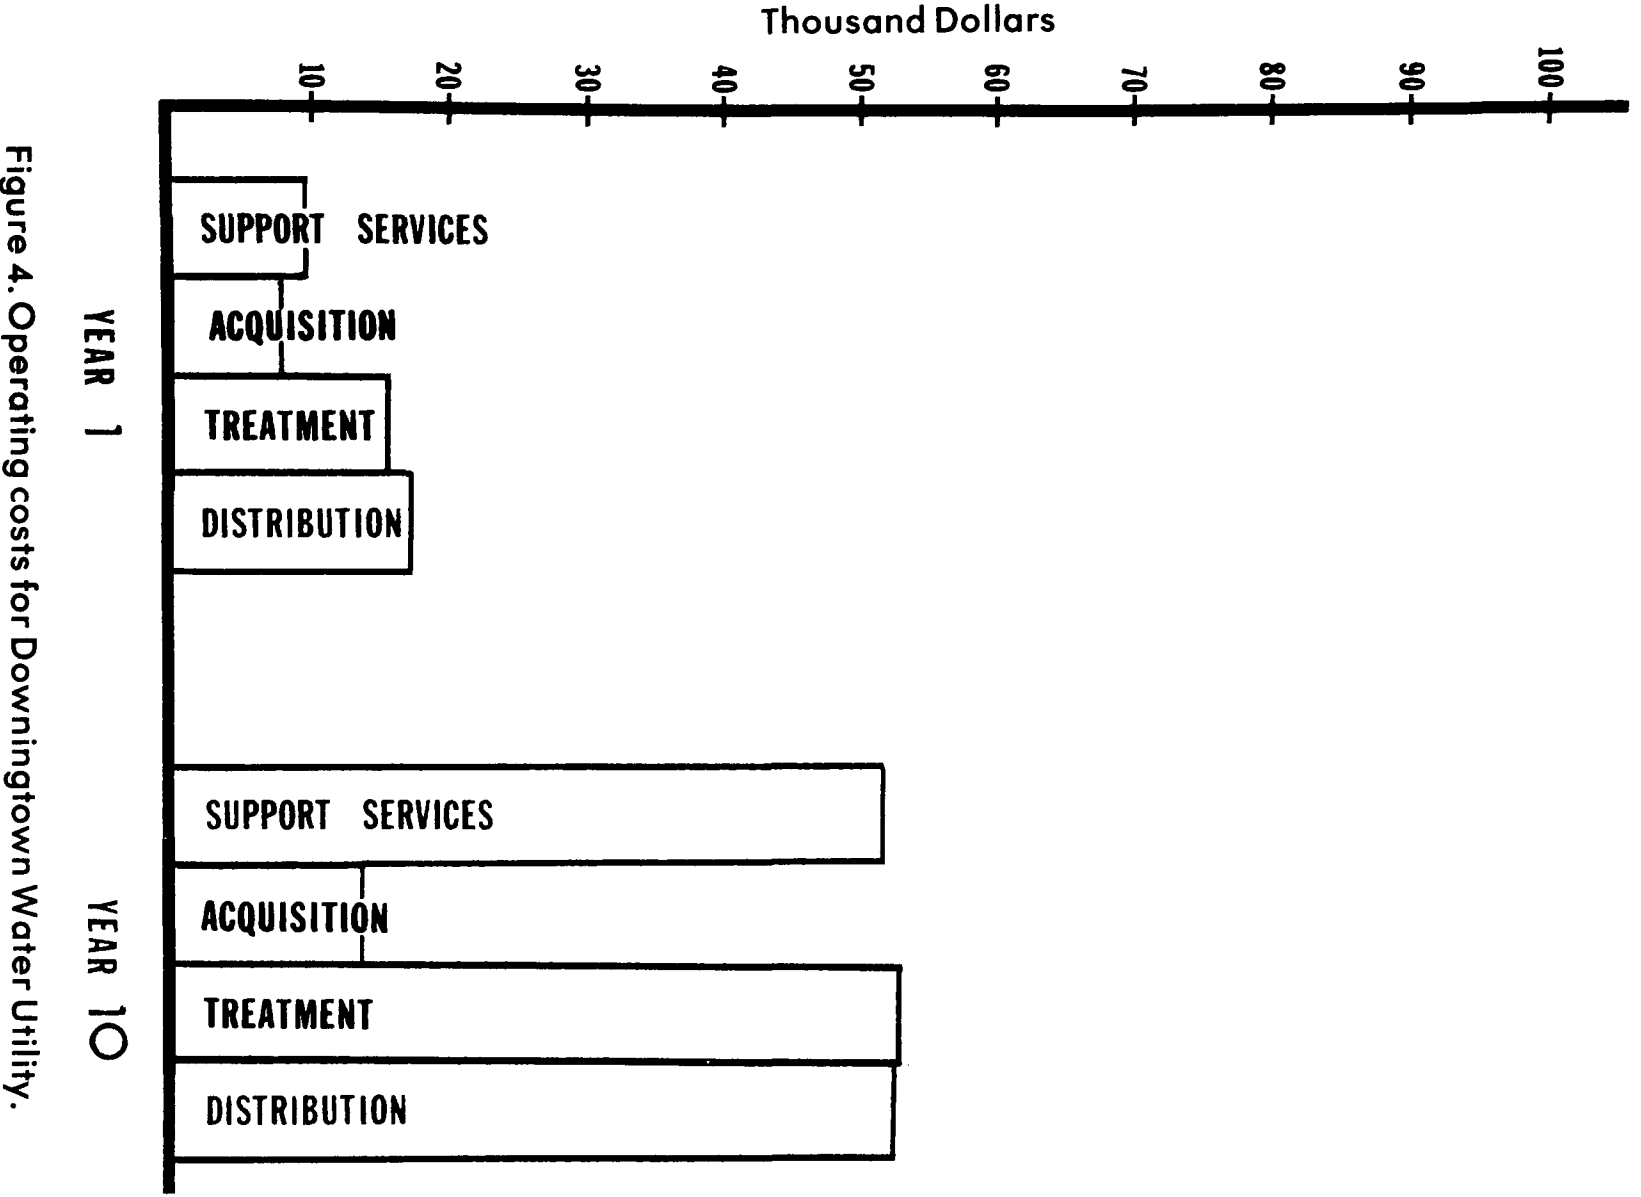 Thousand Dollars
10
20
30
40
50
60
70
80
90
100
SUPPORT SERVICES
ACQUISITION
TREATMENT
DISTRIBUTION
YEAR 1
SUPPORT SERVICES
ACQUISITION
TREATMENT
DISTRIBUTION
YEAR 10
Figure 4. Operating costs for Downingtown Water Utility.